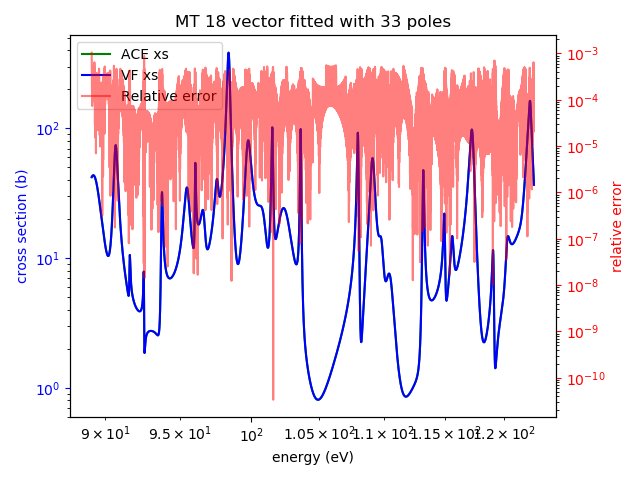 MT 18 vector fitted with 33 poles
ACE xs
VF xs
Relative error
cross section (b)
10²
10¹
10⁰
relative error
10⁻³
10⁻⁴
10⁻⁵
10⁻⁶
10⁻⁷
10⁻⁸
10⁻⁹
10⁻¹⁰
9 × 10¹
9.5 × 10¹
10²
1.05 × 10²
1.1 × 10²
1.15 × 10²
1.2 × 10²
energy (eV)